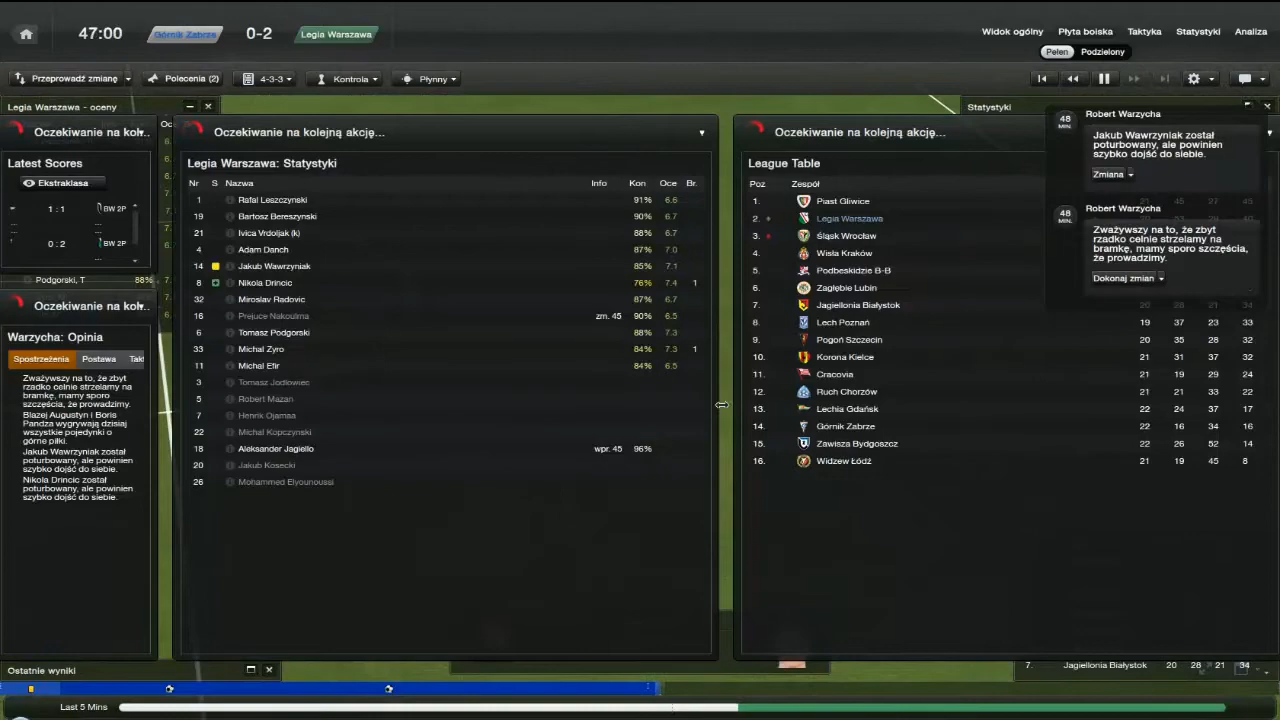 47:00 Górnik Zabrze 0-2 Legia Warszawa
Widok ogólny Płyta boiska Taktyka Statystyki Analiza
Pełen Podzielony
Przeprowadź zmianę Polecenia (2) 4-3-3 Kontrola Płynny
Legia Warszawa - oceny
Statystyki
Oczekiwanie na kol..
Latest Scores
Ekstraklasa
1 : 1 BW 2P
0 : 2 BW 2P
Podgorski, T 88%
Oczekiwanie na kol..
Warzycha: Opinia
Spostrzeżenia Postawa Takt
Zważywszy na to, że zbyt
rzadko celnie strzelamy na
bramkę, mamy sporo
szczęścia, że prowadzimy.
Blazej Augustyn i Boris
Pandza wygrywają dzisiaj
wszystkie pojedynki o
górne piłki.
Jakub Wawrzyniak został
poturbowany, ale powinien
szybko dojść do siebie.
Nikola Drincic został
poturbowany, ale powinien
szybko dojść do siebie.
Oczekiwanie na kolejną akcję...
Legia Warszawa: Statystyki
Nr S Nazwa Info Kon Oce Br.
1 Rafal Leszczynski 91% 6.6
19 Bartosz Bereszynski 90% 6.7
21 Ivica Vrdoljak (k) 88% 6.7
4 Adam Danch 87% 7.0
14 Jakub Wawrzyniak 85% 7.1
8 Nikola Drincic 76% 7.4 1
32 Miroslav Radovic 87% 6.7
16 Prejuce Nakoulma zm. 45 90% 6.5
6 Tomasz Podgorski 88% 7.3
33 Michal Zyro 84% 7.3 1
11 Michal Efir 84% 6.5
3 Tomasz Jodlowiec
5 Robert Mazan
7 Henrik Ojamaa
22 Michal Kopczynski
18 Aleksander Jagiello wpr. 45 96%
20 Jakub Kosecki
26 Mohammed Elyounoussi
Oczekiwanie na kolejną akcję...
League Table
Poz Zespół
1. Piast Gliwice
2. Legia Warszawa
3. Śląsk Wrocław
4. Wisła Kraków
5. Podbeskidzie B-B
6. Zagłębie Lubin
7. Jagiellonia Białystok
8. Lech Poznań 19 37 23 33
9. Pogoń Szczecin 20 35 28 32
10. Korona Kielce 21 31 37 32
11. Cracovia 21 19 29 24
12. Ruch Chorzów 21 21 33 22
13. Lechia Gdańsk 22 24 37 17
14. Górnik Zabrze 22 16 34 16
15. Zawisza Bydgoszcz 22 26 52 14
16. Widzew Łódź 21 19 45 8
48 MIN. Robert Warzycha
Jakub Wawrzyniak został
poturbowany, ale powinien
szybko dojść do siebie.
Zmiana
48 MIN. Robert Warzycha
Zważywszy na to, że zbyt
rzadko celnie strzelamy na
bramkę, mamy sporo szczęścia,
że prowadzimy.
Dokonaj zmian
Ostatnie wyniki
7. Jagiellonia Białystok 20 28 21 34
Last 5 Mins